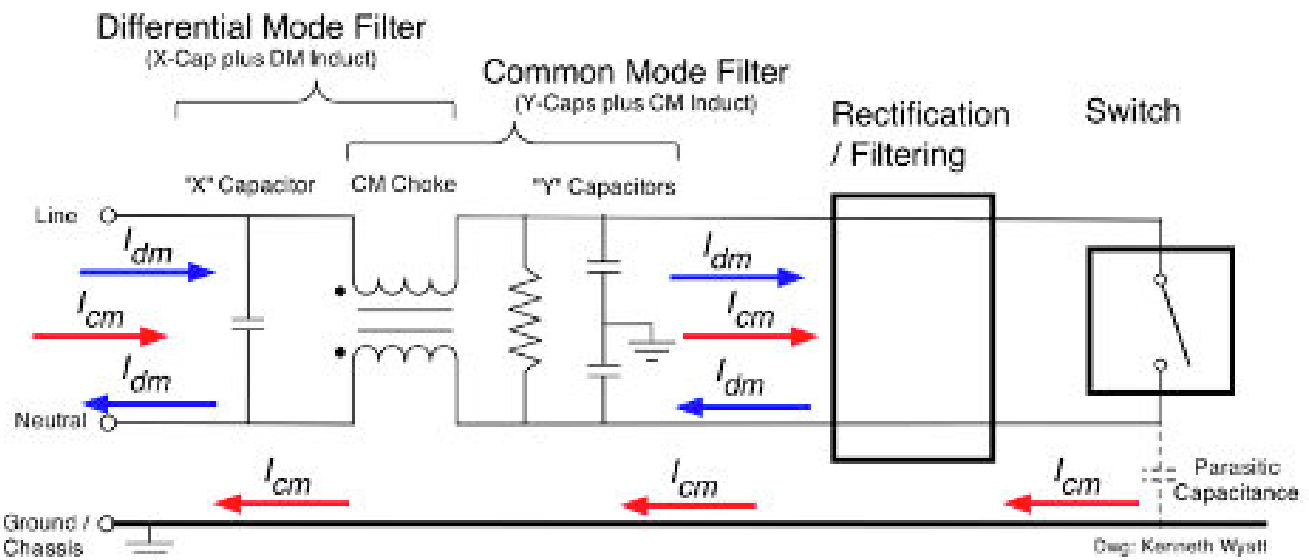 Differential Mode Filter
(X-Cap plus DM Induct)
Common Mode Filter
(Y-Caps plus CM Induct)
Rectification
/ Filtering
Switch
"X" Capacitor
CM Choke
"Y" Capacitors
Line
Idm
Idm
Icm
Icm
Idm
Idm
Neutral
Icm
Icm
Icm
Parasitic
Capacitance
Ground /
Chassis
Dwg: Kenneth Wyatt